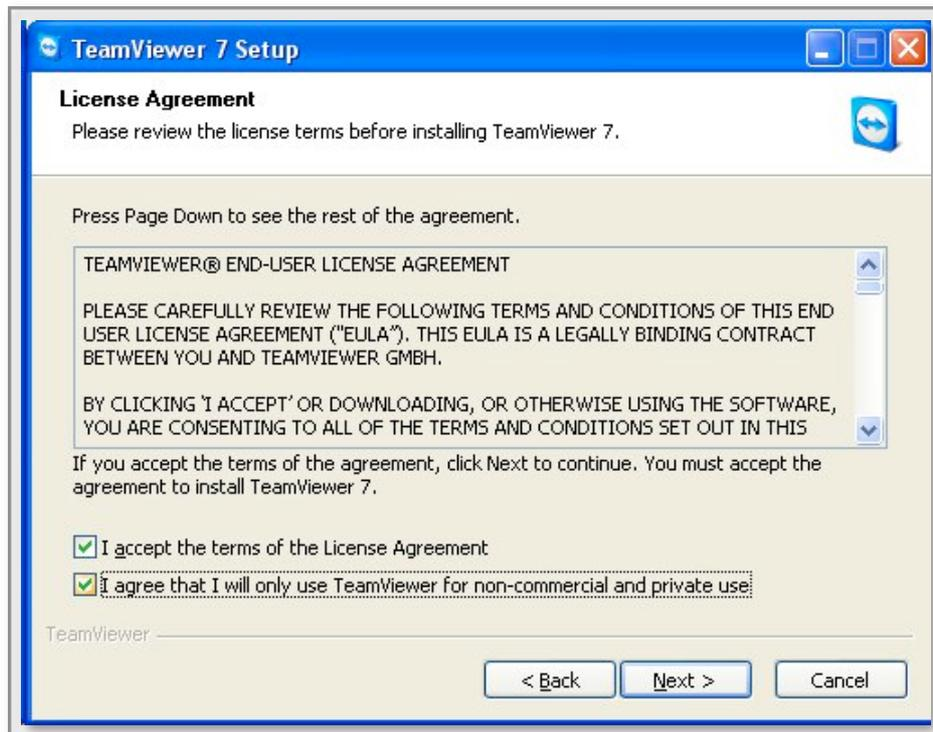 TeamViewer 7 Setup
License Agreement
Please review the license terms before installing TeamViewer 7.
Press Page Down to see the rest of the agreement.
TEAMVIEWER® END-USER LICENSE AGREEMENT
PLEASE CAREFULLY REVIEW THE FOLLOWING TERMS AND CONDITIONS OF THIS END
USER LICENSE AGREEMENT ("EULA"). THIS EULA IS A LEGALLY BINDING CONTRACT
BETWEEN YOU AND TEAMVIEWER GMBH.
BY CLICKING 'I ACCEPT' OR DOWNLOADING, OR OTHERWISE USING THE SOFTWARE,
YOU ARE CONSENTING TO ALL OF THE TERMS AND CONDITIONS SET OUT IN THIS
If you accept the terms of the agreement, click Next to continue. You must accept the
agreement to install TeamViewer 7.
I accept the terms of the License Agreement
I agree that I will only use TeamViewer for non-commercial and private use
TeamViewer
< Back
Next >
Cancel